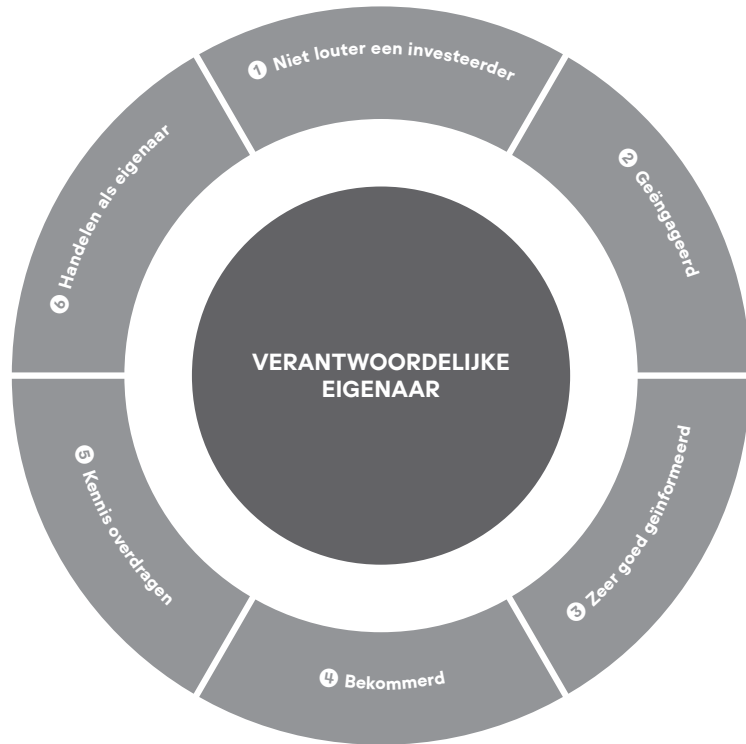 VERANTWOORDELIJKE
EIGENAAR
1 Niet louter een investeerder
2 Geëngageerd
3 Zeer goed geïnformeerd
4 Bekommerd
5 Kennis overdragen
6 Handelen als eigenaar